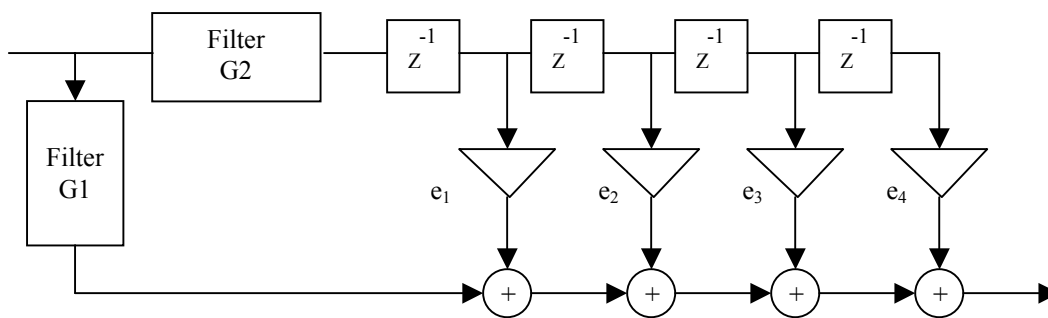 Filter
G2
z⁻¹
z⁻¹
z⁻¹
z⁻¹
Filter
G1
e₁
e₂
e₃
e₄
+
+
+
+